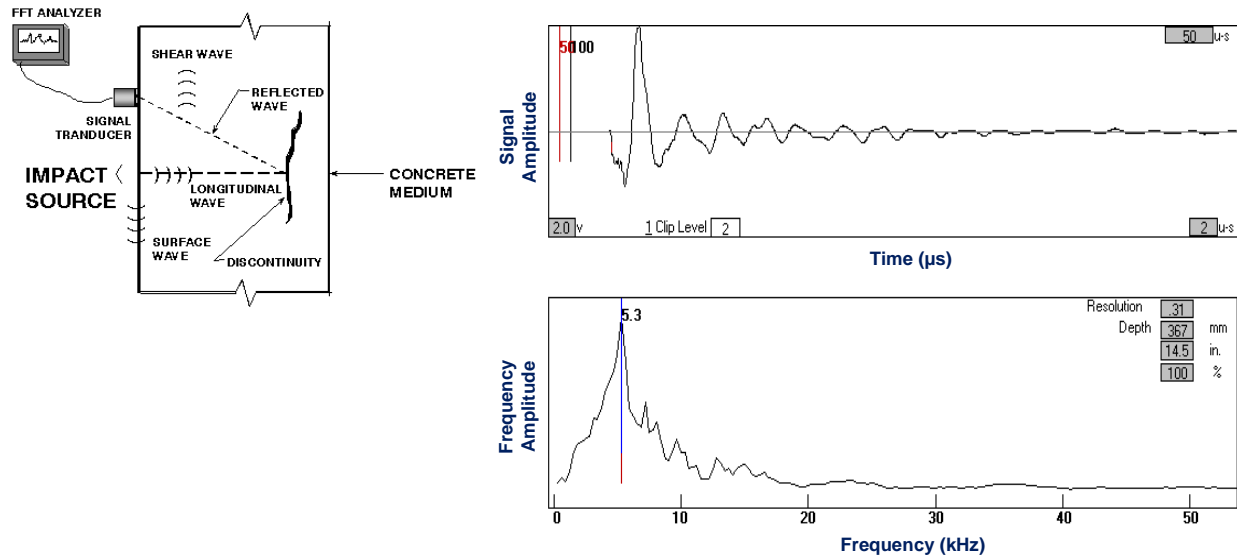 FFT ANALYZER
SHEAR WAVE
REFLECTED
WAVE
SIGNAL
TRANDUCER
IMPACT
SOURCE
LONGITUDINAL
WAVE
CONCRETE
MEDIUM
SURFACE
WAVE
DISCONTINUITY
Signal
Amplitude
50 100
50 u-s
2.0 v
1 Clip Level 2
2 u-s
Time (µs)
Frequency
Amplitude
5.3
Resolution .31
Depth 367 mm
14.5 in.
100 %
0 10 20 30 40 50
Frequency (kHz)